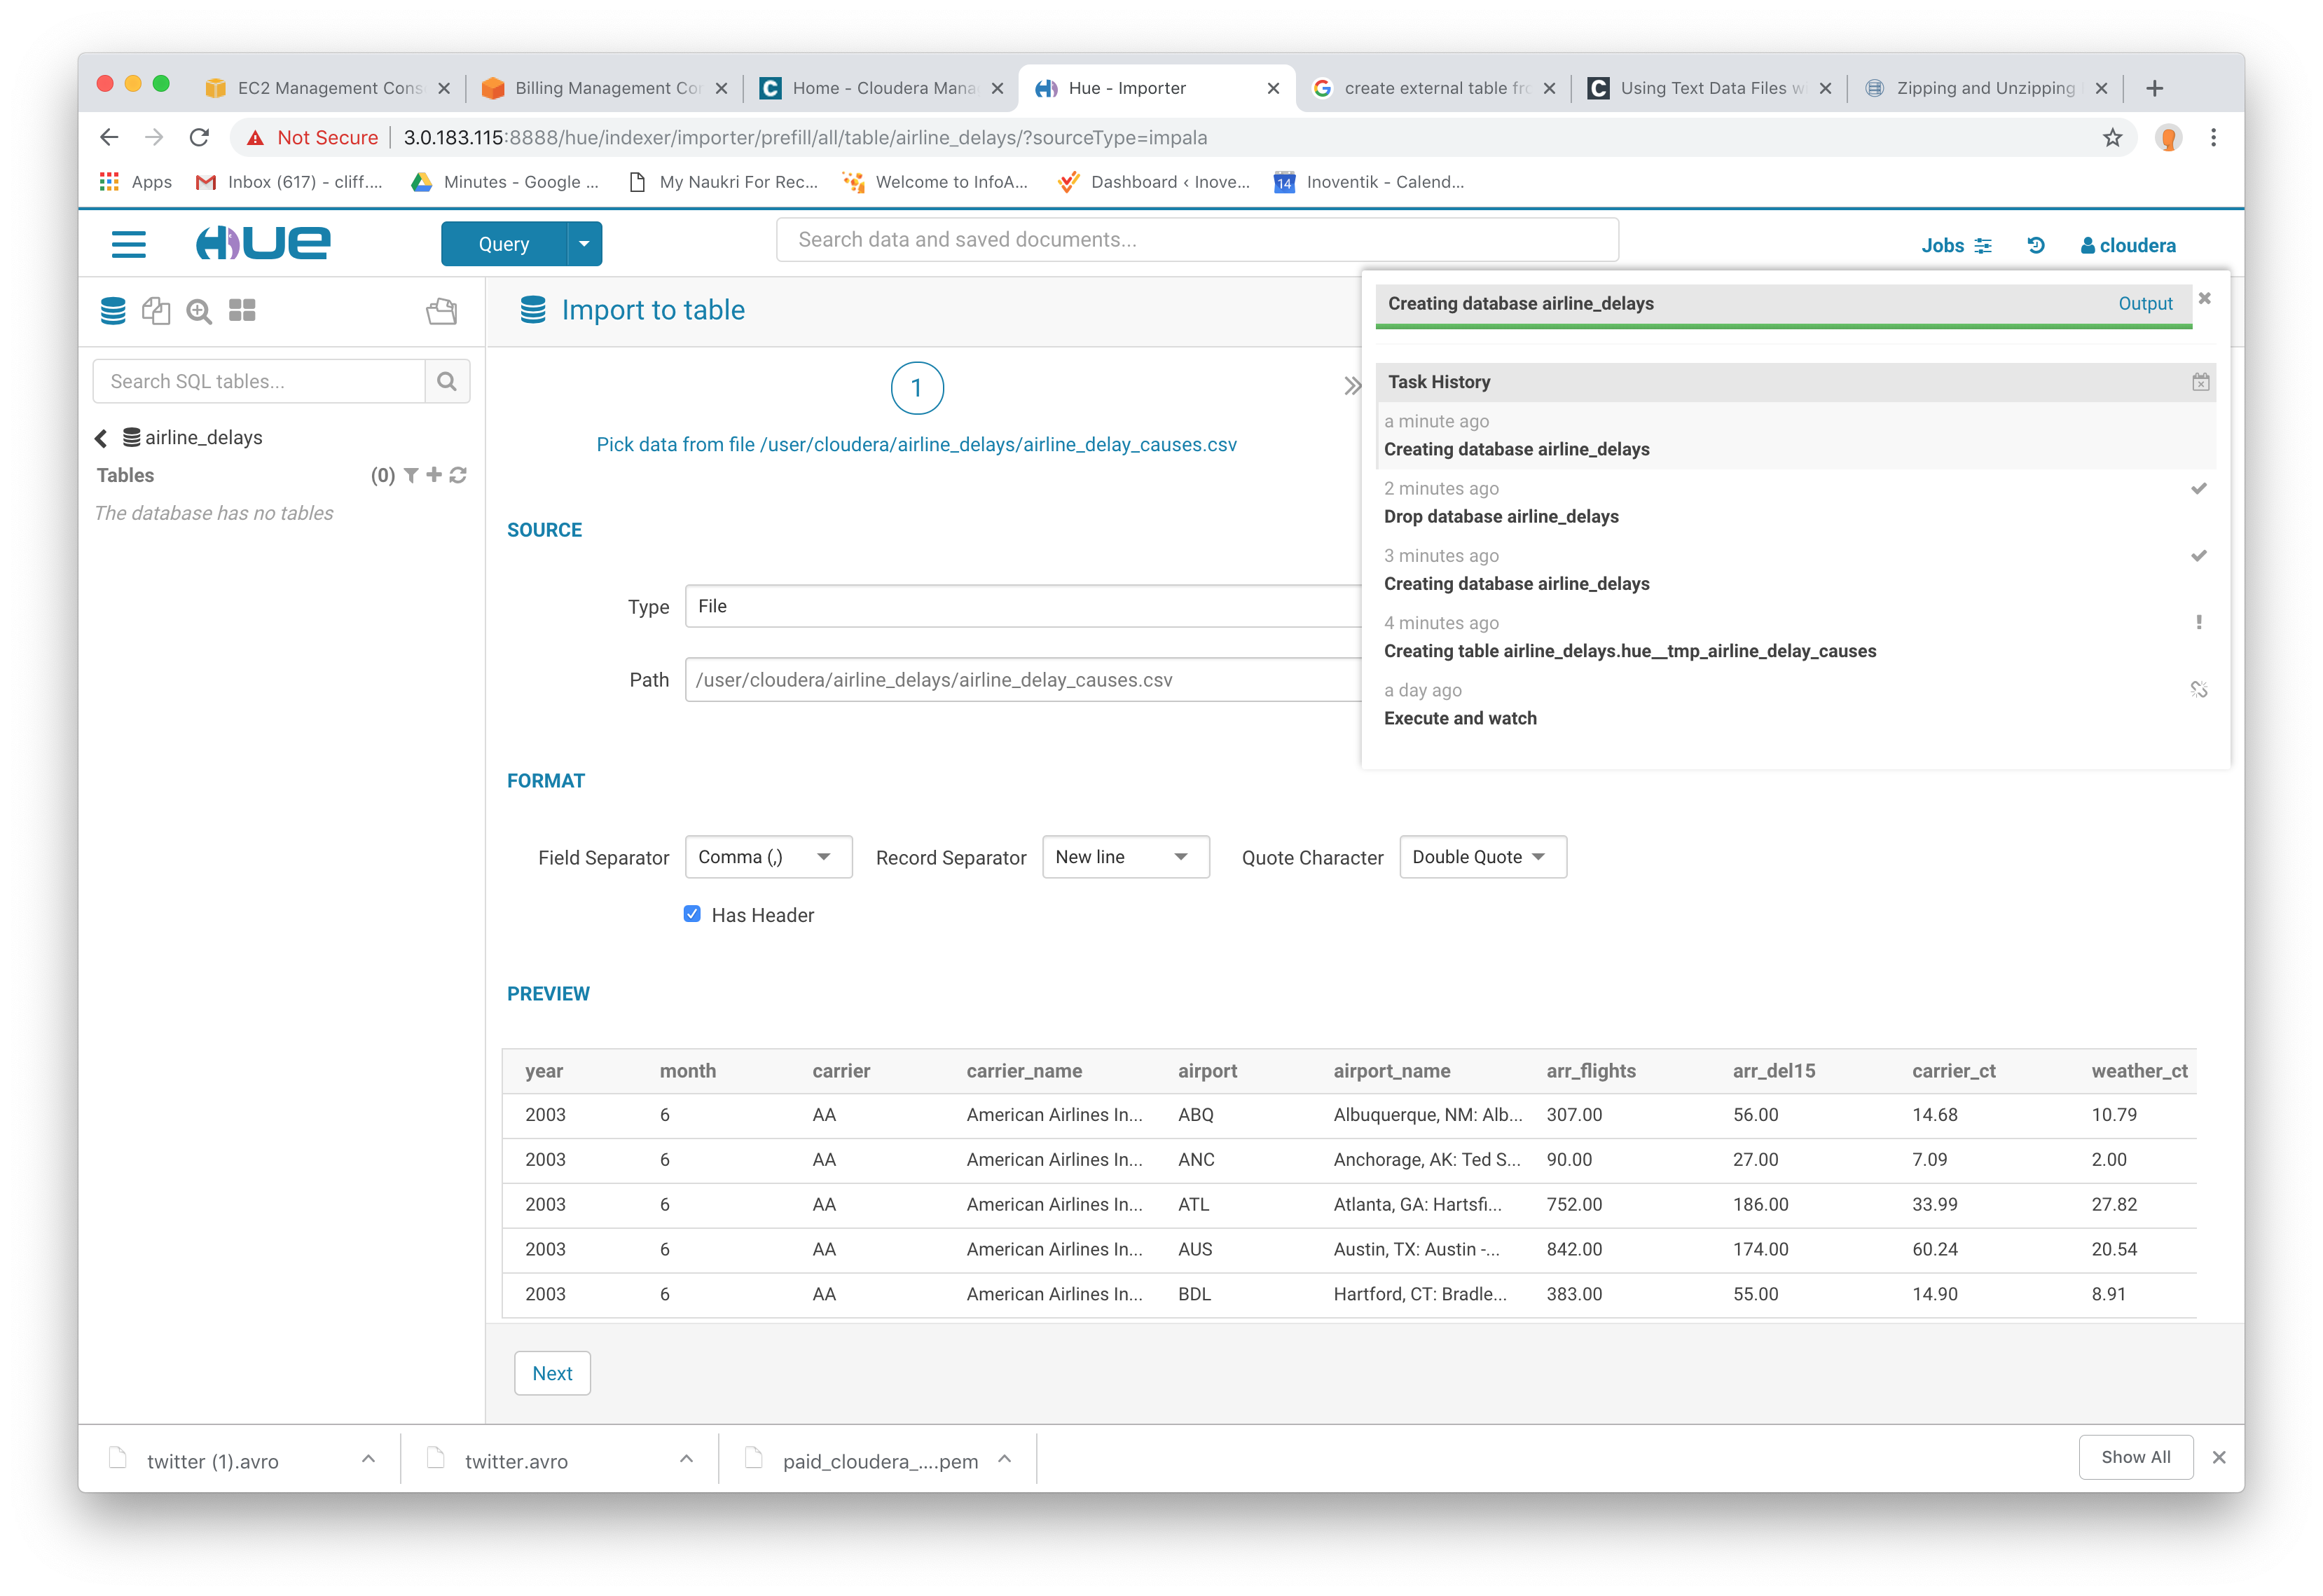 EC2 Management Cons
Billing Management Cor
Home - Cloudera Mana
Hue - Importer
create external table fro
Using Text Data Files w
Zipping and Unzipping
Not Secure
3.0.183.115:8888/hue/indexer/importer/prefill/all/table/airline_delays/?sourceType=impala
Apps
Inbox (617) - cliff....
Minutes - Google ...
My Naukri For Rec...
Welcome to InfoA...
Dashboard ‹ Inove...
14
Inoventik - Calend...
HUE
Query
Search data and saved documents...
Jobs
cloudera
Import to table
Creating database airline_delays
Output
Task History
a minute ago
Creating database airline_delays
2 minutes ago
Drop database airline_delays
3 minutes ago
Creating database airline_delays
4 minutes ago
Creating table airline_delays.hue__tmp_airline_delay_causes
a day ago
Execute and watch
Search SQL tables...
airline_delays
Tables (0)
The database has no tables
1
Pick data from file /user/cloudera/airline_delays/airline_delay_causes.csv
SOURCE
Type File
Path /user/cloudera/airline_delays/airline_delay_causes.csv
FORMAT
Field Separator Comma (,) Record Separator New line Quote Character Double Quote
Has Header
PREVIEW
year month carrier carrier_name airport airport_name arr_flights arr_del15 carrier_ct weather_ct
2003 6 AA American Airlines In... ABQ Albuquerque, NM: Alb... 307.00 56.00 14.68 10.79
2003 6 AA American Airlines In... ANC Anchorage, AK: Ted S... 90.00 27.00 7.09 2.00
2003 6 AA American Airlines In... ATL Atlanta, GA: Hartsfi... 752.00 186.00 33.99 27.82
2003 6 AA American Airlines In... AUS Austin, TX: Austin -... 842.00 174.00 60.24 20.54
2003 6 AA American Airlines In... BDL Hartford, CT: Bradle... 383.00 55.00 14.90 8.91
Next
twitter (1).avro
twitter.avro
paid_cloudera_....pem
Show All